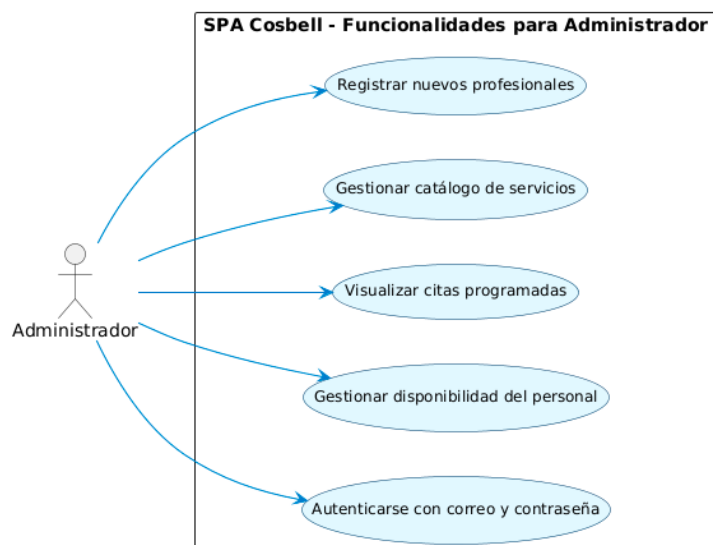 SPA Cosbell - Funcionalidades para Administrador
Registrar nuevos profesionales
Gestionar catálogo de servicios
Visualizar citas programadas
Administrador
Gestionar disponibilidad del personal
Autenticarse con correo y contraseña